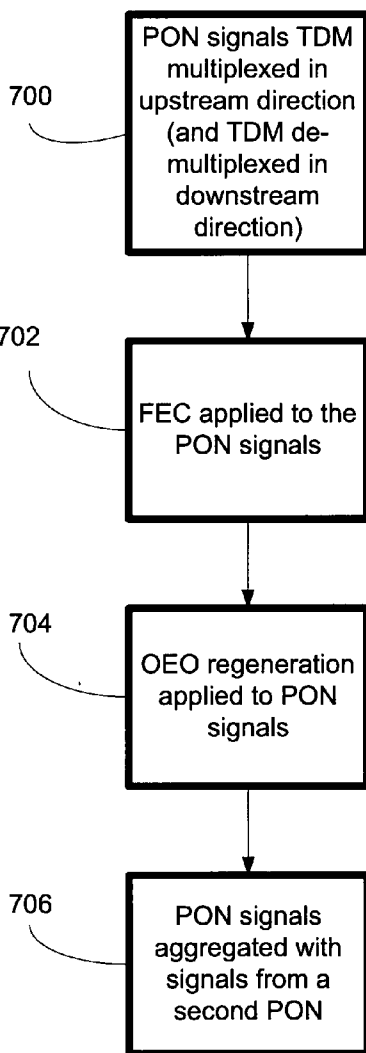 700
PON signals TDM
multiplexed in
upstream direction
(and TDM de-
multiplexed in
downstream
direction)
702
FEC applied to the
PON signals
704
OEO regeneration
applied to PON
signals
706
PON signals
aggregated with
signals from a
second PON